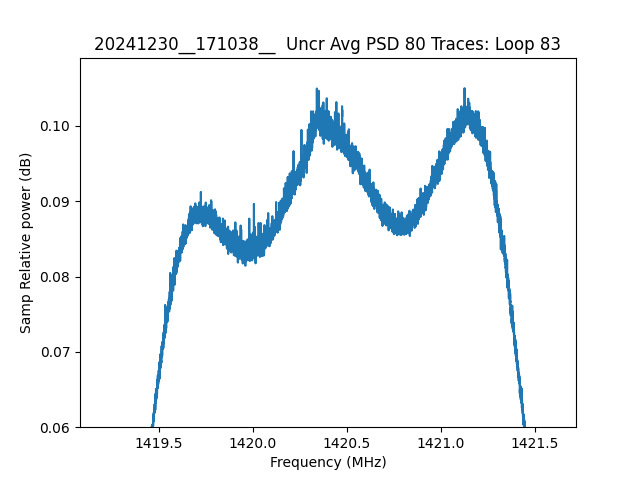 20241230__171038__  Uncr Avg PSD 80 Traces: Loop 83
Samp Relative power (dB)
0.10
0.09
0.08
0.07
0.06
1419.5 1420.0 1420.5 1421.0 1421.5
Frequency (MHz)